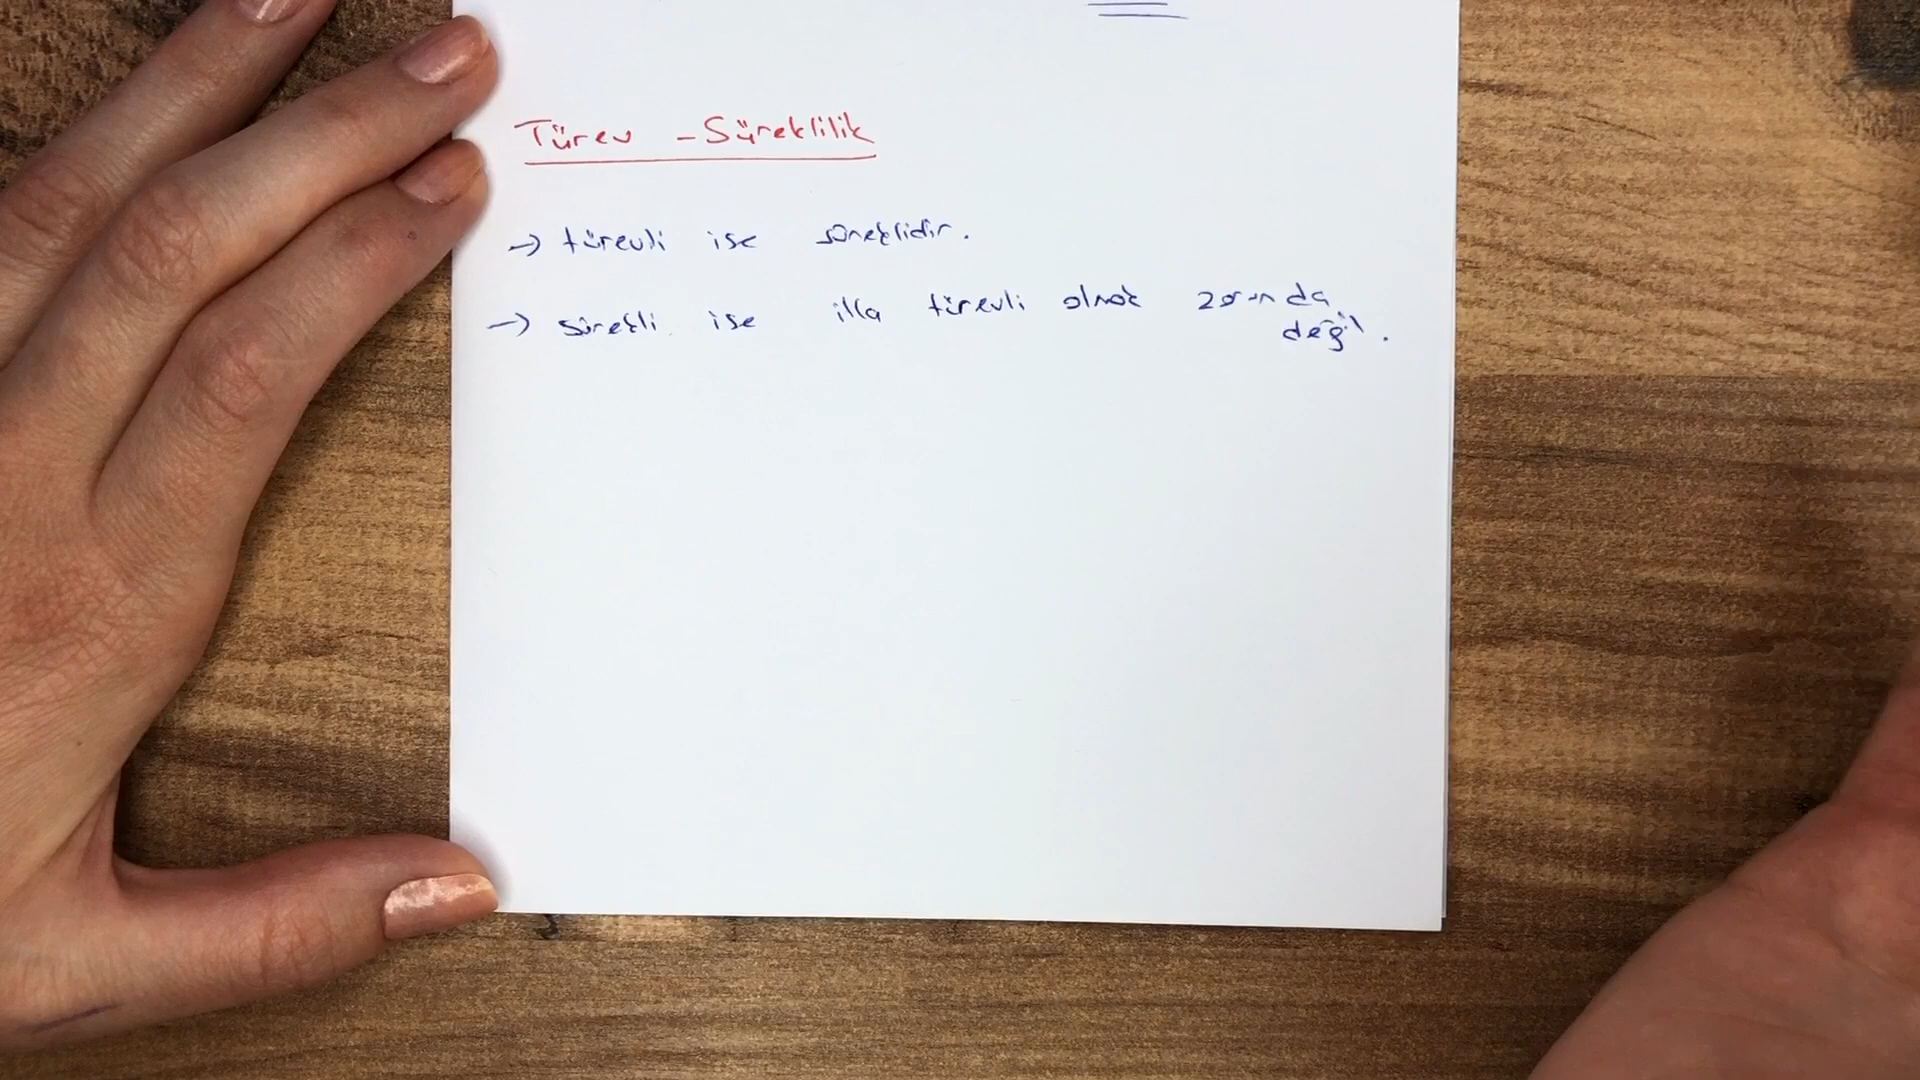 Türev - Süreklilik
→ türevli ise süreklidir.
→ sürekli ise illa türevli olmak zorunda
değil.